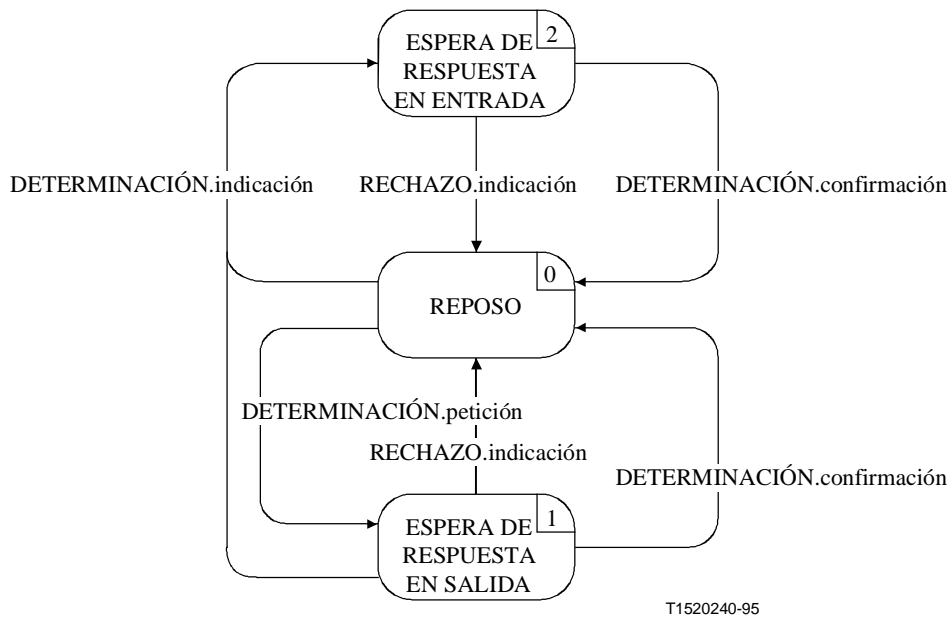 2
ESPERA DE
RESPUESTA
EN ENTRADA
DETERMINACIÓN.indicación
RECHAZO.indicación
DETERMINACIÓN.confirmación
0
REPOSO
DETERMINACIÓN.petición
RECHAZO.indicación
DETERMINACIÓN.confirmación
1
ESPERA DE
RESPUESTA
EN SALIDA
T1520240-95